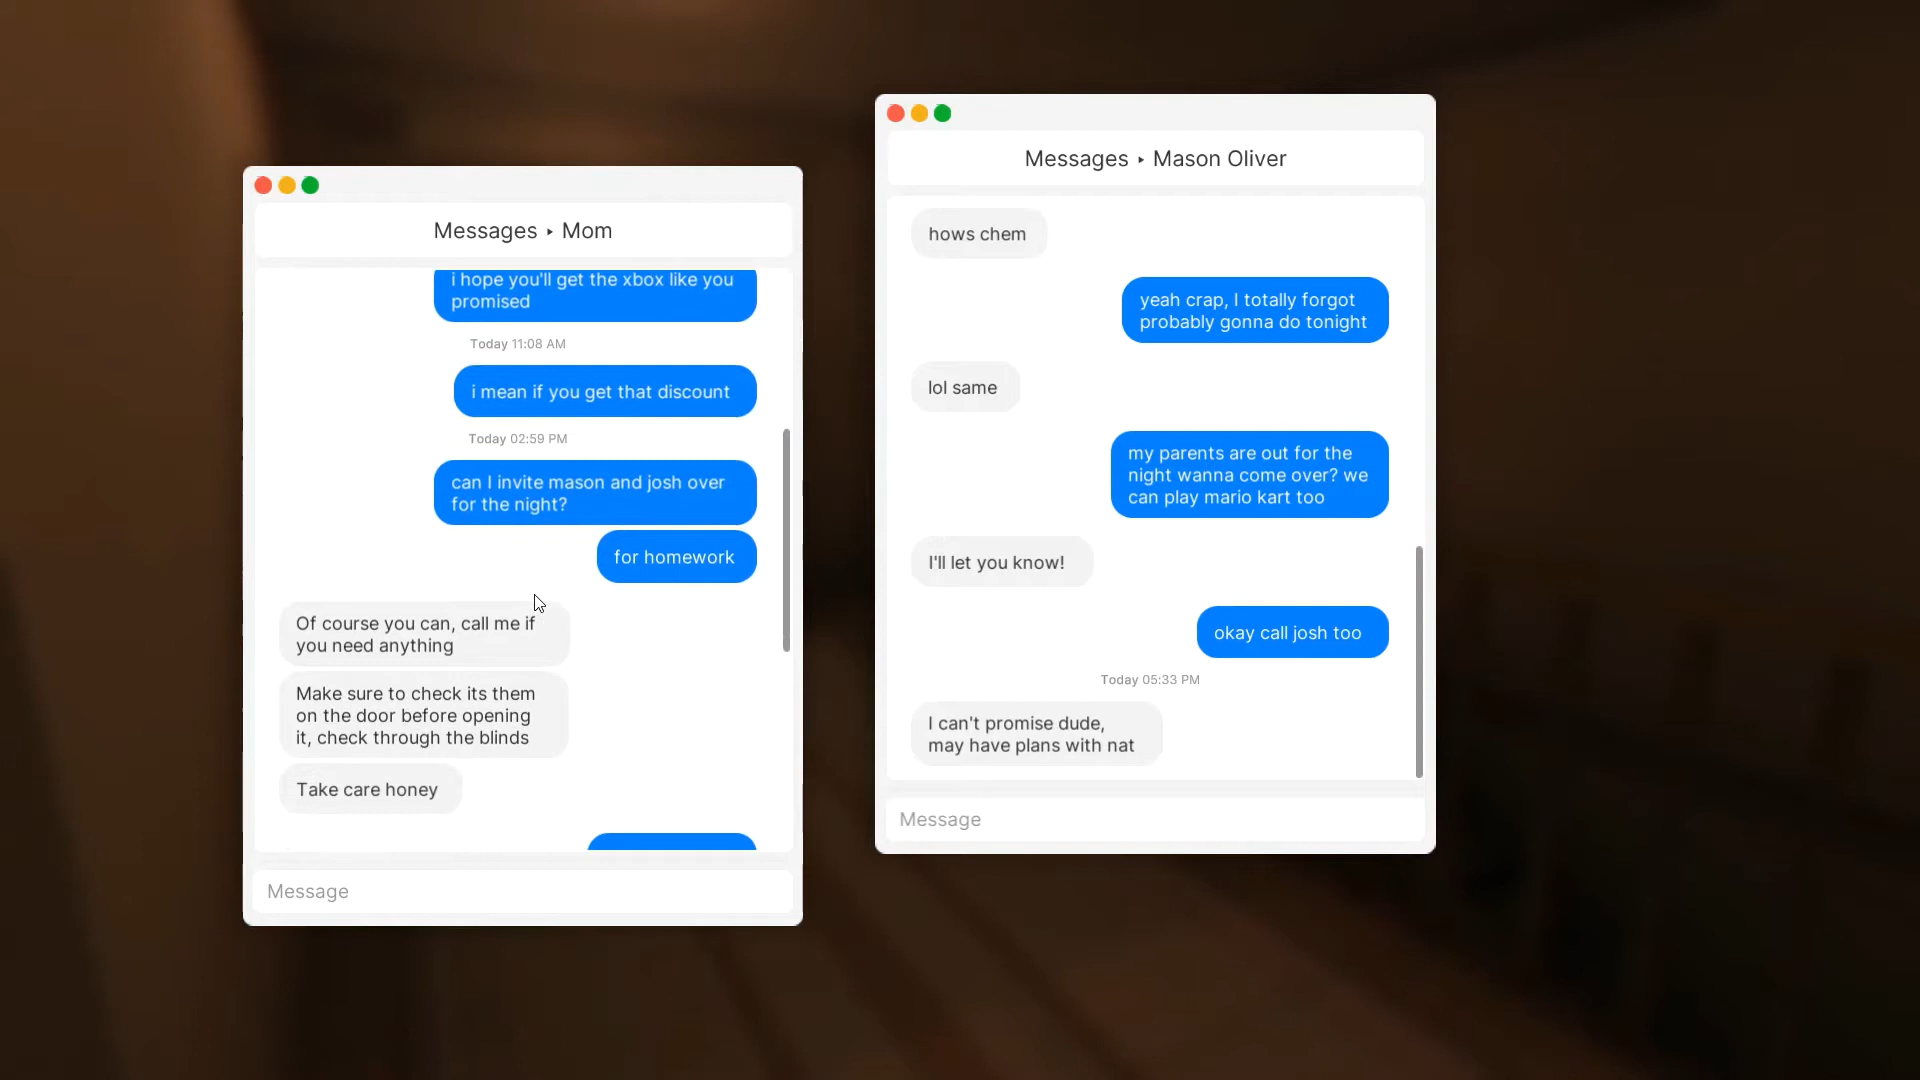 Messages ▸ Mom
i hope you'll get the xbox like you
promised
Today 11:08 AM
i mean if you get that discount
Today 02:59 PM
can I invite mason and josh over
for the night?
for homework
Of course you can, call me if
you need anything
Make sure to check its them
on the door before opening
it, check through the blinds
Take care honey
Message
Messages ▸ Mason Oliver
hows chem
yeah crap, I totally forgot
probably gonna do tonight
lol same
my parents are out for the
night wanna come over? we
can play mario kart too
I'll let you know!
okay call josh too
Today 05:33 PM
I can't promise dude,
may have plans with nat
Message